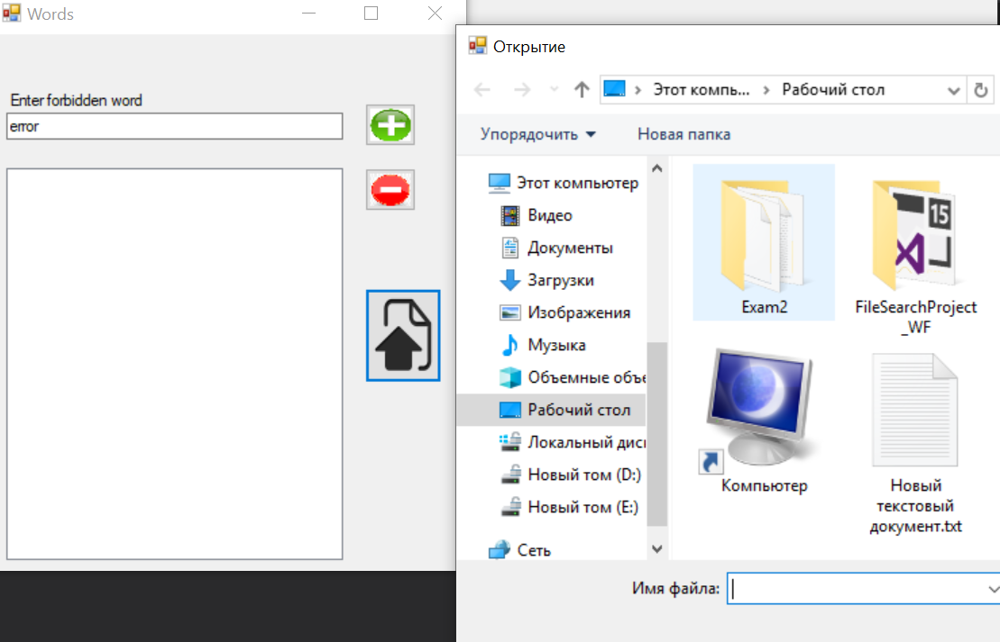 Words
Enter forbidden word
error
Открытие
Этот компь... › Рабочий стол
Упорядочить Новая папка
Этот компьютер
Видео
Документы
Загрузки
Изображения
Музыка
Объемные объе
Рабочий стол
Локальный диск
Новый том (D:)
Новый том (E:)
Сеть
Exam2
15
FileSearchProject
_WF
Компьютер
Новый
текстовый
документ.txt
Имя файла: